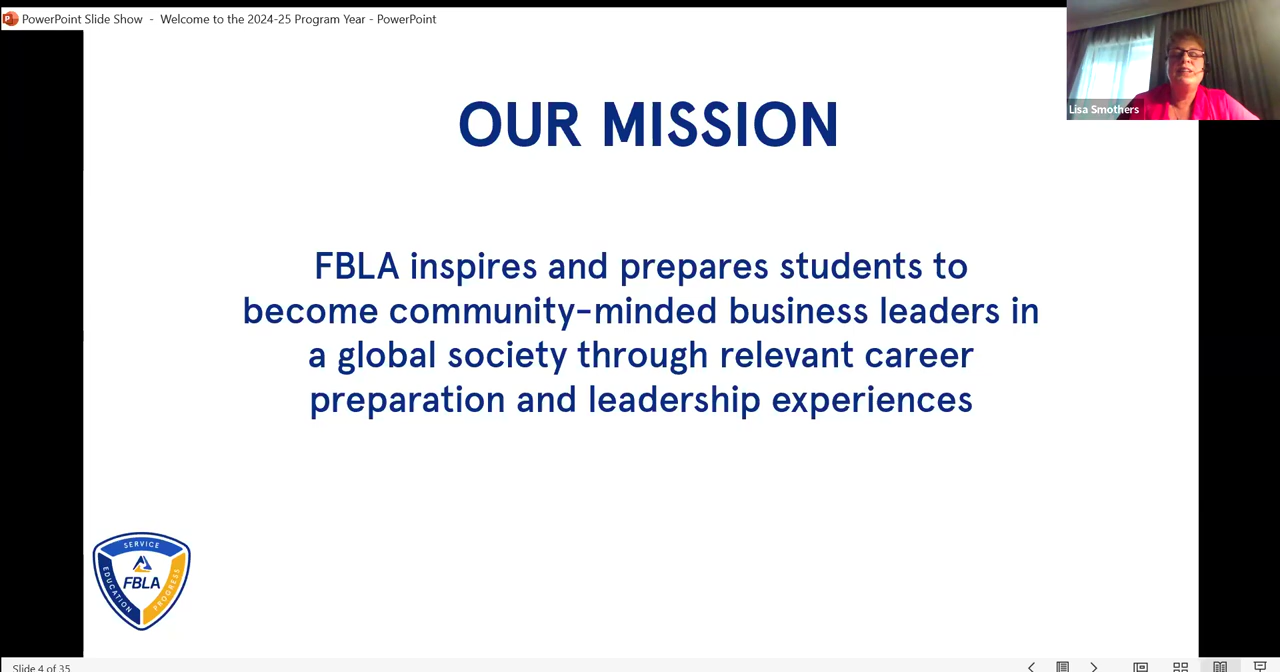 PowerPoint Slide Show - Welcome to the 2024-25 Program Year - PowerPoint
Lisa Smothers
OUR MISSION
FBLA inspires and prepares students to
become community-minded business leaders in
a global society through relevant career
preparation and leadership experiences
SERVICE
EDUCATION
PROGRESS
FBLA
Slide 4 of 35